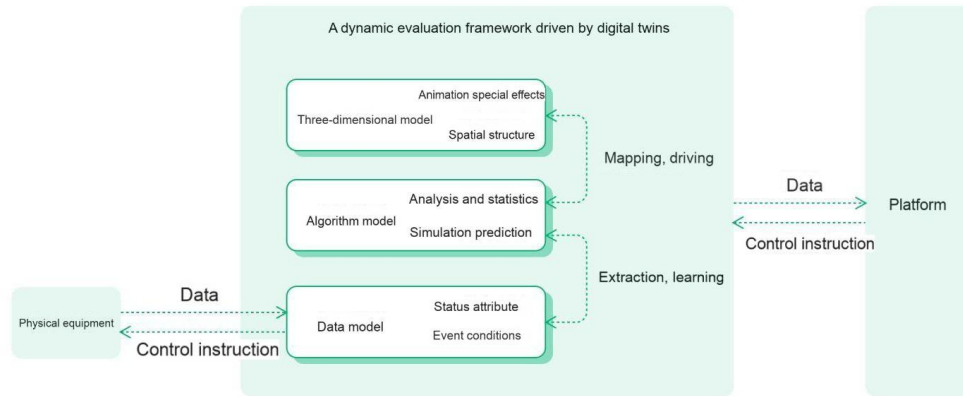 A dynamic evaluation framework driven by digital twins
Animation special effects
Three-dimensional model
Spatial structure
Mapping, driving
Analysis and statistics
Algorithm model
Simulation prediction
Extraction, learning
Data
Platform
Control instruction
Status attribute
Data model
Event conditions
Data
Physical equipment
Control instruction